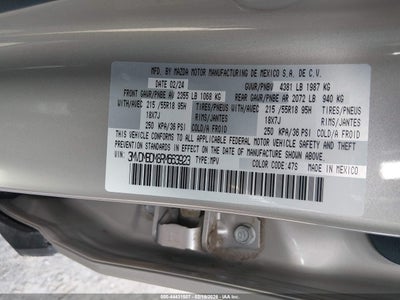 MFD. BY MAZDA MOTOR MANUFACTURING DE MEXICO S.A. DE C.V.
DATE 02/24 GVWR/PNBV 4381 LB 1987 KG
FRONT GAWR/PNBE AV 2355 LB 1068 KG REAR GAWR/PNBE AR 2072 LB 940 KG
WITH/AVEC 215/55R18 95H TIRES/PNEUS WITH/AVEC 215/55R18 95H TIRES/PNEUS
18X7J RIMS/JANTES 18X7J RIMS/JANTES
250 KPA/36 PSI COLD/A FROID 250 KPA/36 PSI COLD/A FROID
THIS VEHICLE CONFORMS TO ALL APPLICABLE FEDERAL MOTOR VEHICLE
SAFETY, BUMPER, AND THEFT PREVENTION STANDARDS
IN EFFECT ON THE DATE OF MANUFACTURE SHOWN ABOVE.
TYPE: MPV COLOR CODE: 47S
MADE IN MEXICO